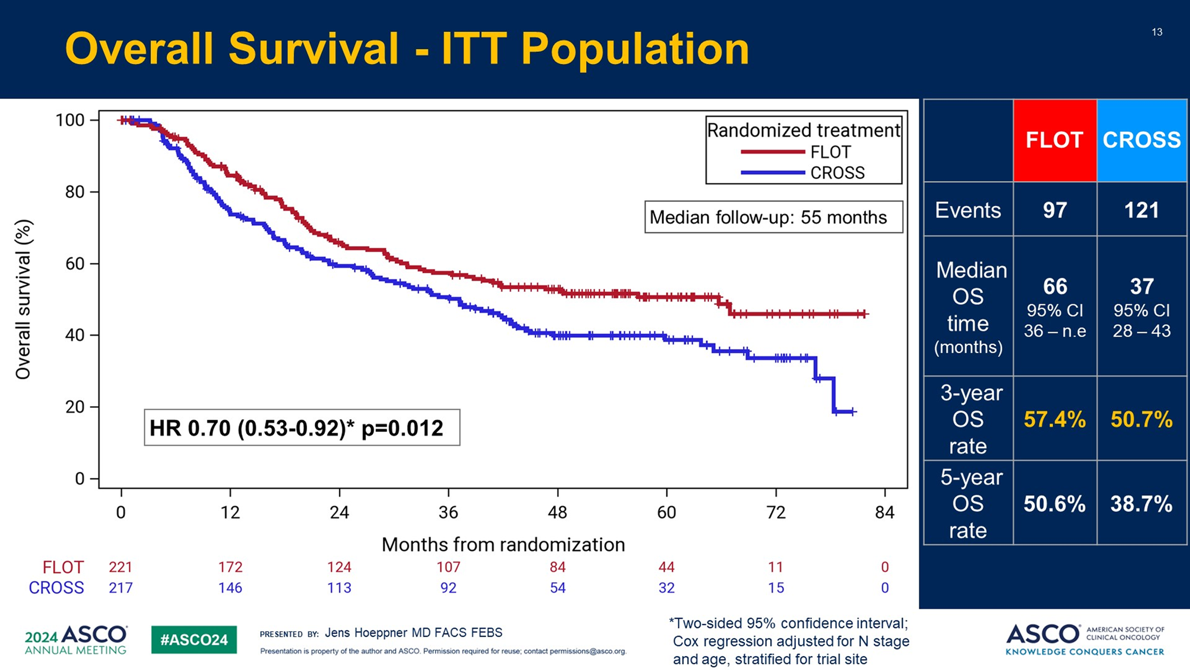 13
Overall Survival - ITT Population
100
80
60
40
20
0
Overall survival (%)
Randomized treatment
FLOT
CROSS
Median follow-up: 55 months
HR 0.70 (0.53-0.92)* p=0.012
0 12 24 36 48 60 72 84
Months from randomization
FLOT 221 172 124 107 84 44 11 0
CROSS 217 146 113 92 54 32 15 0
FLOT CROSS
Events 97 121
Median
OS
time
(months)
66
95% CI
36 – n.e
37
95% CI
28 – 43
3-year
OS
rate
57.4% 50.7%
5-year
OS
rate
50.6% 38.7%
2024 ASCO®
ANNUAL MEETING
#ASCO24
PRESENTED BY: Jens Hoeppner MD FACS FEBS
Presentation is property of the author and ASCO. Permission required for reuse; contact permissions@asco.org.
*Two-sided 95% confidence interval;
Cox regression adjusted for N stage
and age, stratified for trial site
ASCO® AMERICAN SOCIETY OF
CLINICAL ONCOLOGY
KNOWLEDGE CONQUERS CANCER